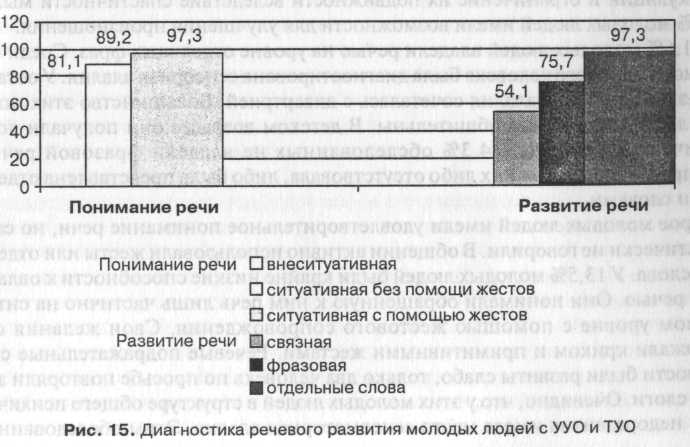 120
100
80
60
40
20
0
81,1
89,2
97,3
54,1
75,7
97,3
Понимание речи
Развитие речи
Понимание речи
внеситуативная
ситуативная без помощи жестов
ситуативная с помощью жестов
Развитие речи
связная
фразовая
отдельные слова
Рис. 15. Диагностика речевого развития молодых людей с УУО и ТУО